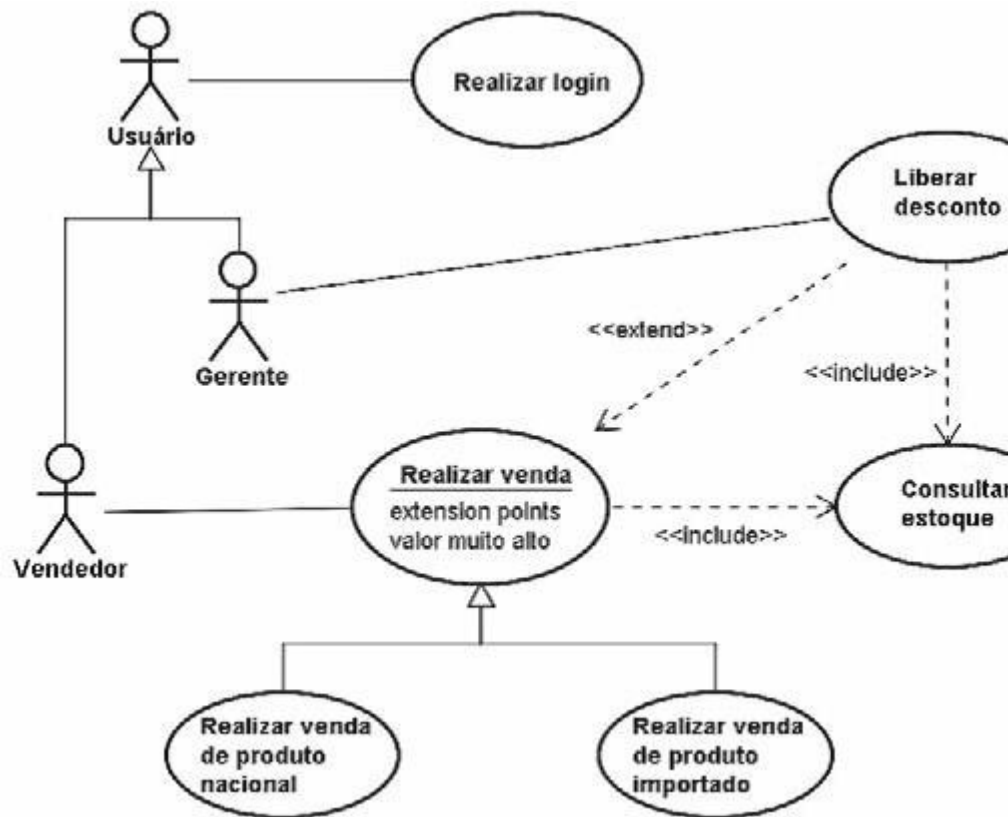 Realizar login
Usuário
Liberar
desconto
<<extend>>
Gerente
<<include>>
Realizar venda
extension points
valor muito alto
Consultar
estoque
<<include>>
Vendedor
Realizar venda
de produto
nacional
Realizar venda
de produto
importado